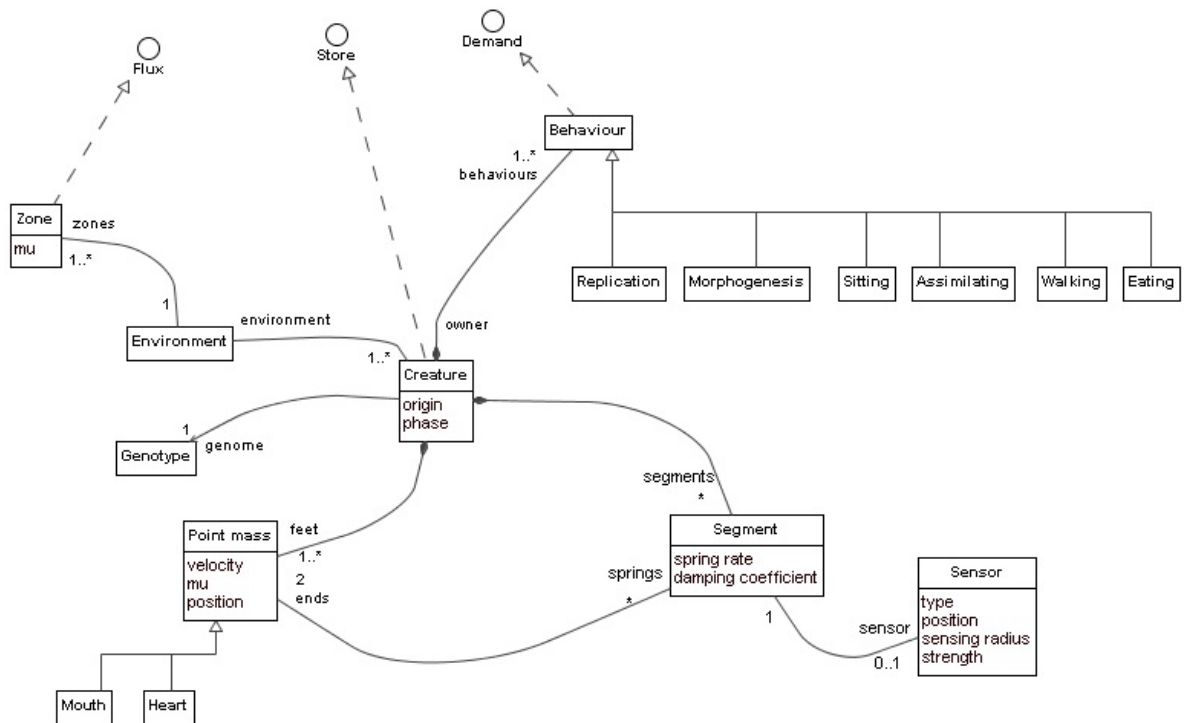 Flux
Store
Demand
Behaviour
1..*
behaviours
Zone
mu
zones
1..*
Replication
Morphogenesis
Sitting
Assimilating
Walking
Eating
1
Environment
environment
1..*
owner
Creature
origin
phase
1
genome
Genotype
segments
*
Point mass
velocity
mu
position
feet
1..*
2
ends
springs
*
Segment
spring rate
damping coefficient
1
sensor
0..1
Sensor
type
position
sensing radius
strength
Mouth
Heart